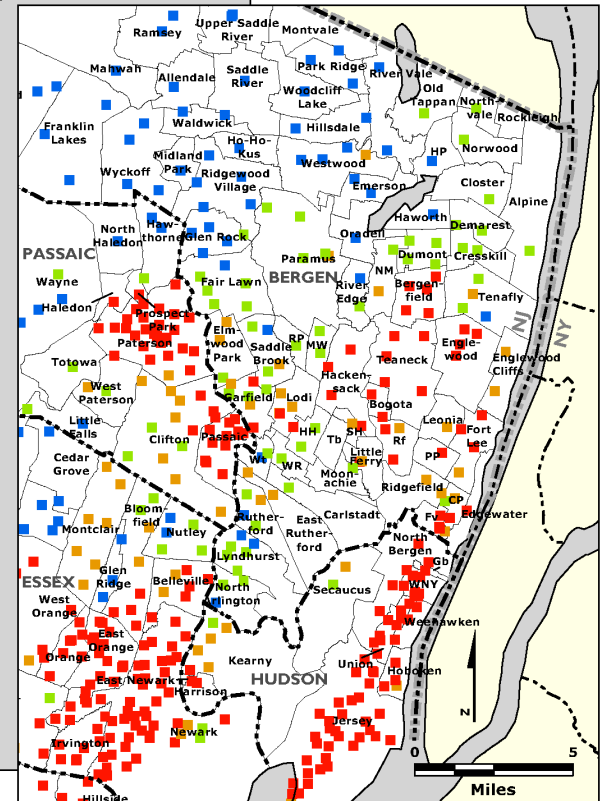 Ramsey
Upper Saddle
River
Montvale
Mahwah
Allendale
Saddle
River
Park Ridge
River Vale
Woodcliff
Lake
Old
Tappan
North-
vale
Rockleigh
Franklin
Lakes
Waldwick
Hillsdale
Ho-Ho-
Kus
Midland
Park
Westwood
HP
Norwood
Wyckoff
Ridgewood
Village
Emerson
Closter
Alpine
Haworth
Demarest
North
Haledon
Haw-
thorne
Glen Rock
Oradell
PASSAIC
Paramus
Dumont
Cresskill
BERGEN
NM
Wayne
Fair Lawn
River
Edge
Bergen-
field
Tenafly
Haledon
Prospect
Park
Paterson
Elm
wood
Park
Saddle
Brook
RP
MW
Teaneck
Engle-
wood
Englewood
Cliffs
NJ
NY
Totowa
West
Paterson
Hacken-
sack
Garfield
Lodi
Bogota
Little
Falls
Clifton
Passaic
HH
Tb
SH
Rf
Leonia
Fort
Lee
Cedar
Grove
Wt
WR
Little
Ferry
PP
Moon-
achie
Ridgefield
CP
Bloom-
field
Montclair
Nutley
Ruther-
ford
East
Ruther-
ford
Carlstadt
Fv
Edgewater
North
Bergen
Lyndhurst
Gb
ESSEX
Glen
Ridge
Belleville
North
Arlington
Secaucus
WNY
West
Orange
Weehawken
East
Orange
Orange
Kearny
Union
Hoboken
East Newark
Harrison
HUDSON
Newark
Jersey
Irvington
Hillside
N
0
5
Miles